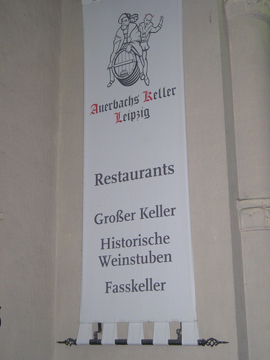 Auerbachs Keller
Leipzig
Restaurants
Großer Keller
Historische
Weinstuben
Fasskeller